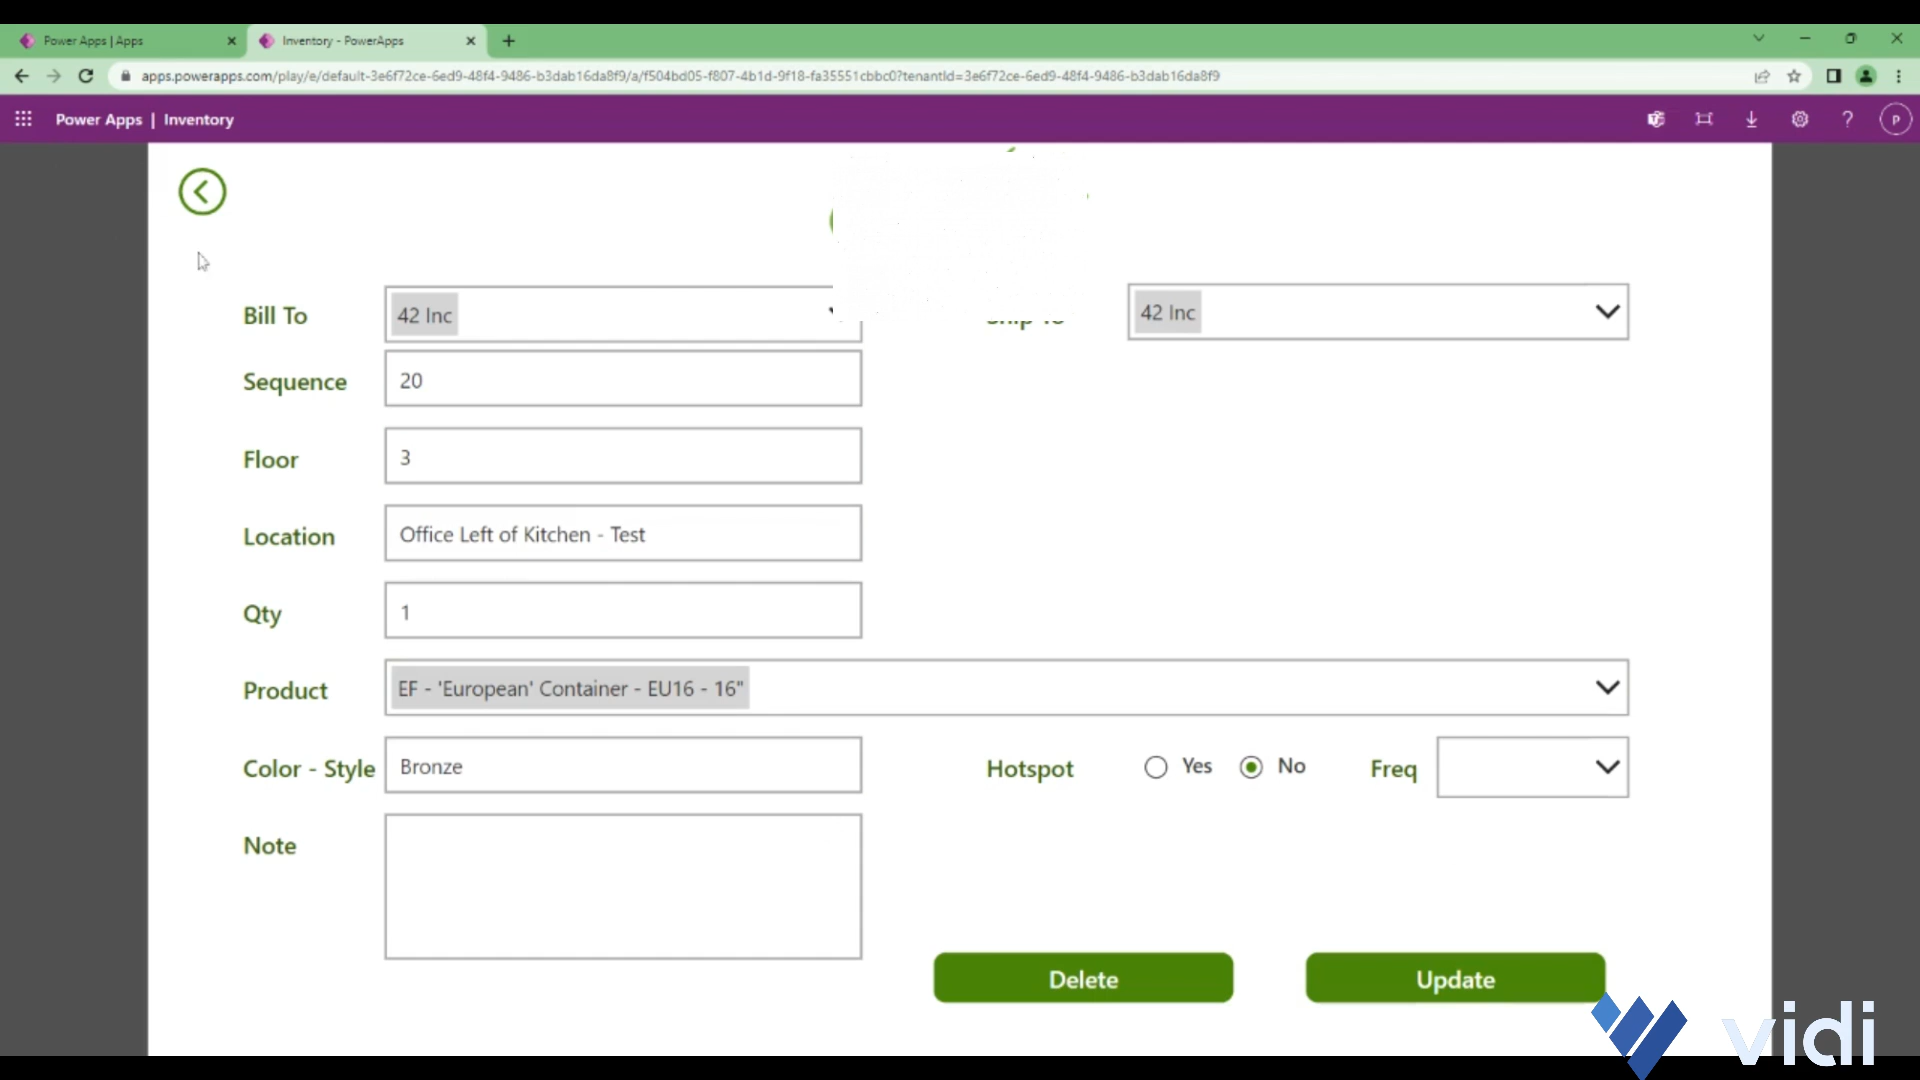 Power Apps | Apps
Inventory - PowerApps
apps.powerapps.com/play/e/default-3e6f72ce-6ed9-48f4-9486-b3dab16da8f9/a/f504bd05-f807-4b1d-9f18-fa35551cbbc0?tenantId=3e6f72ce-6ed9-48f4-9486-b3dab16da8f9
Power Apps | Inventory
P
Bill To 42 Inc 42 Inc
Sequence 20
Floor 3
Location Office Left of Kitchen - Test
Qty 1
Product EF - 'European' Container - EU16 - 16"
Color - Style Bronze Hotspot Yes No Freq
Note
Delete Update
vidi